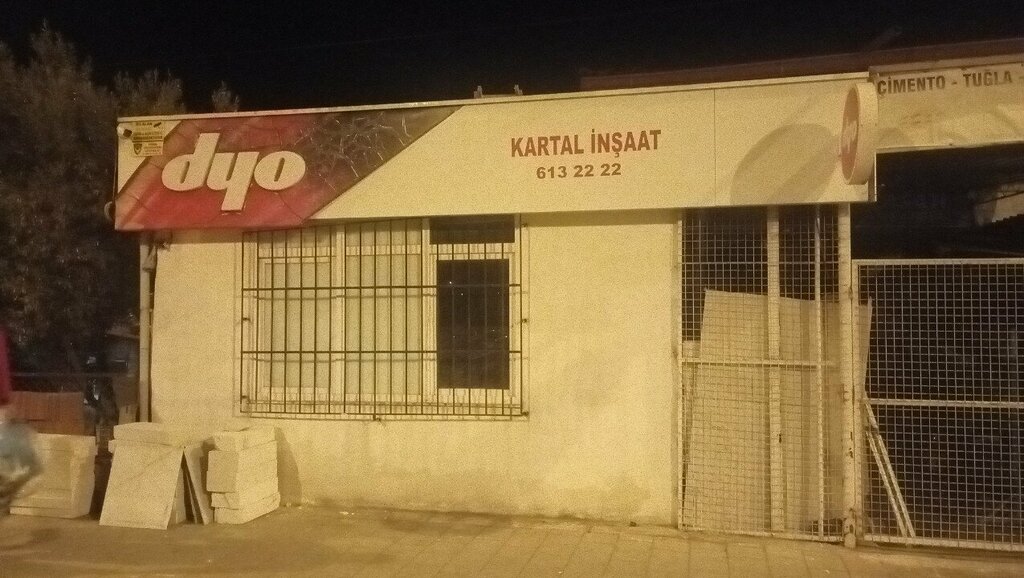 dyo
KARTAL İNŞAAT
613 22 22
ÇİMENTO - TUĞLA -